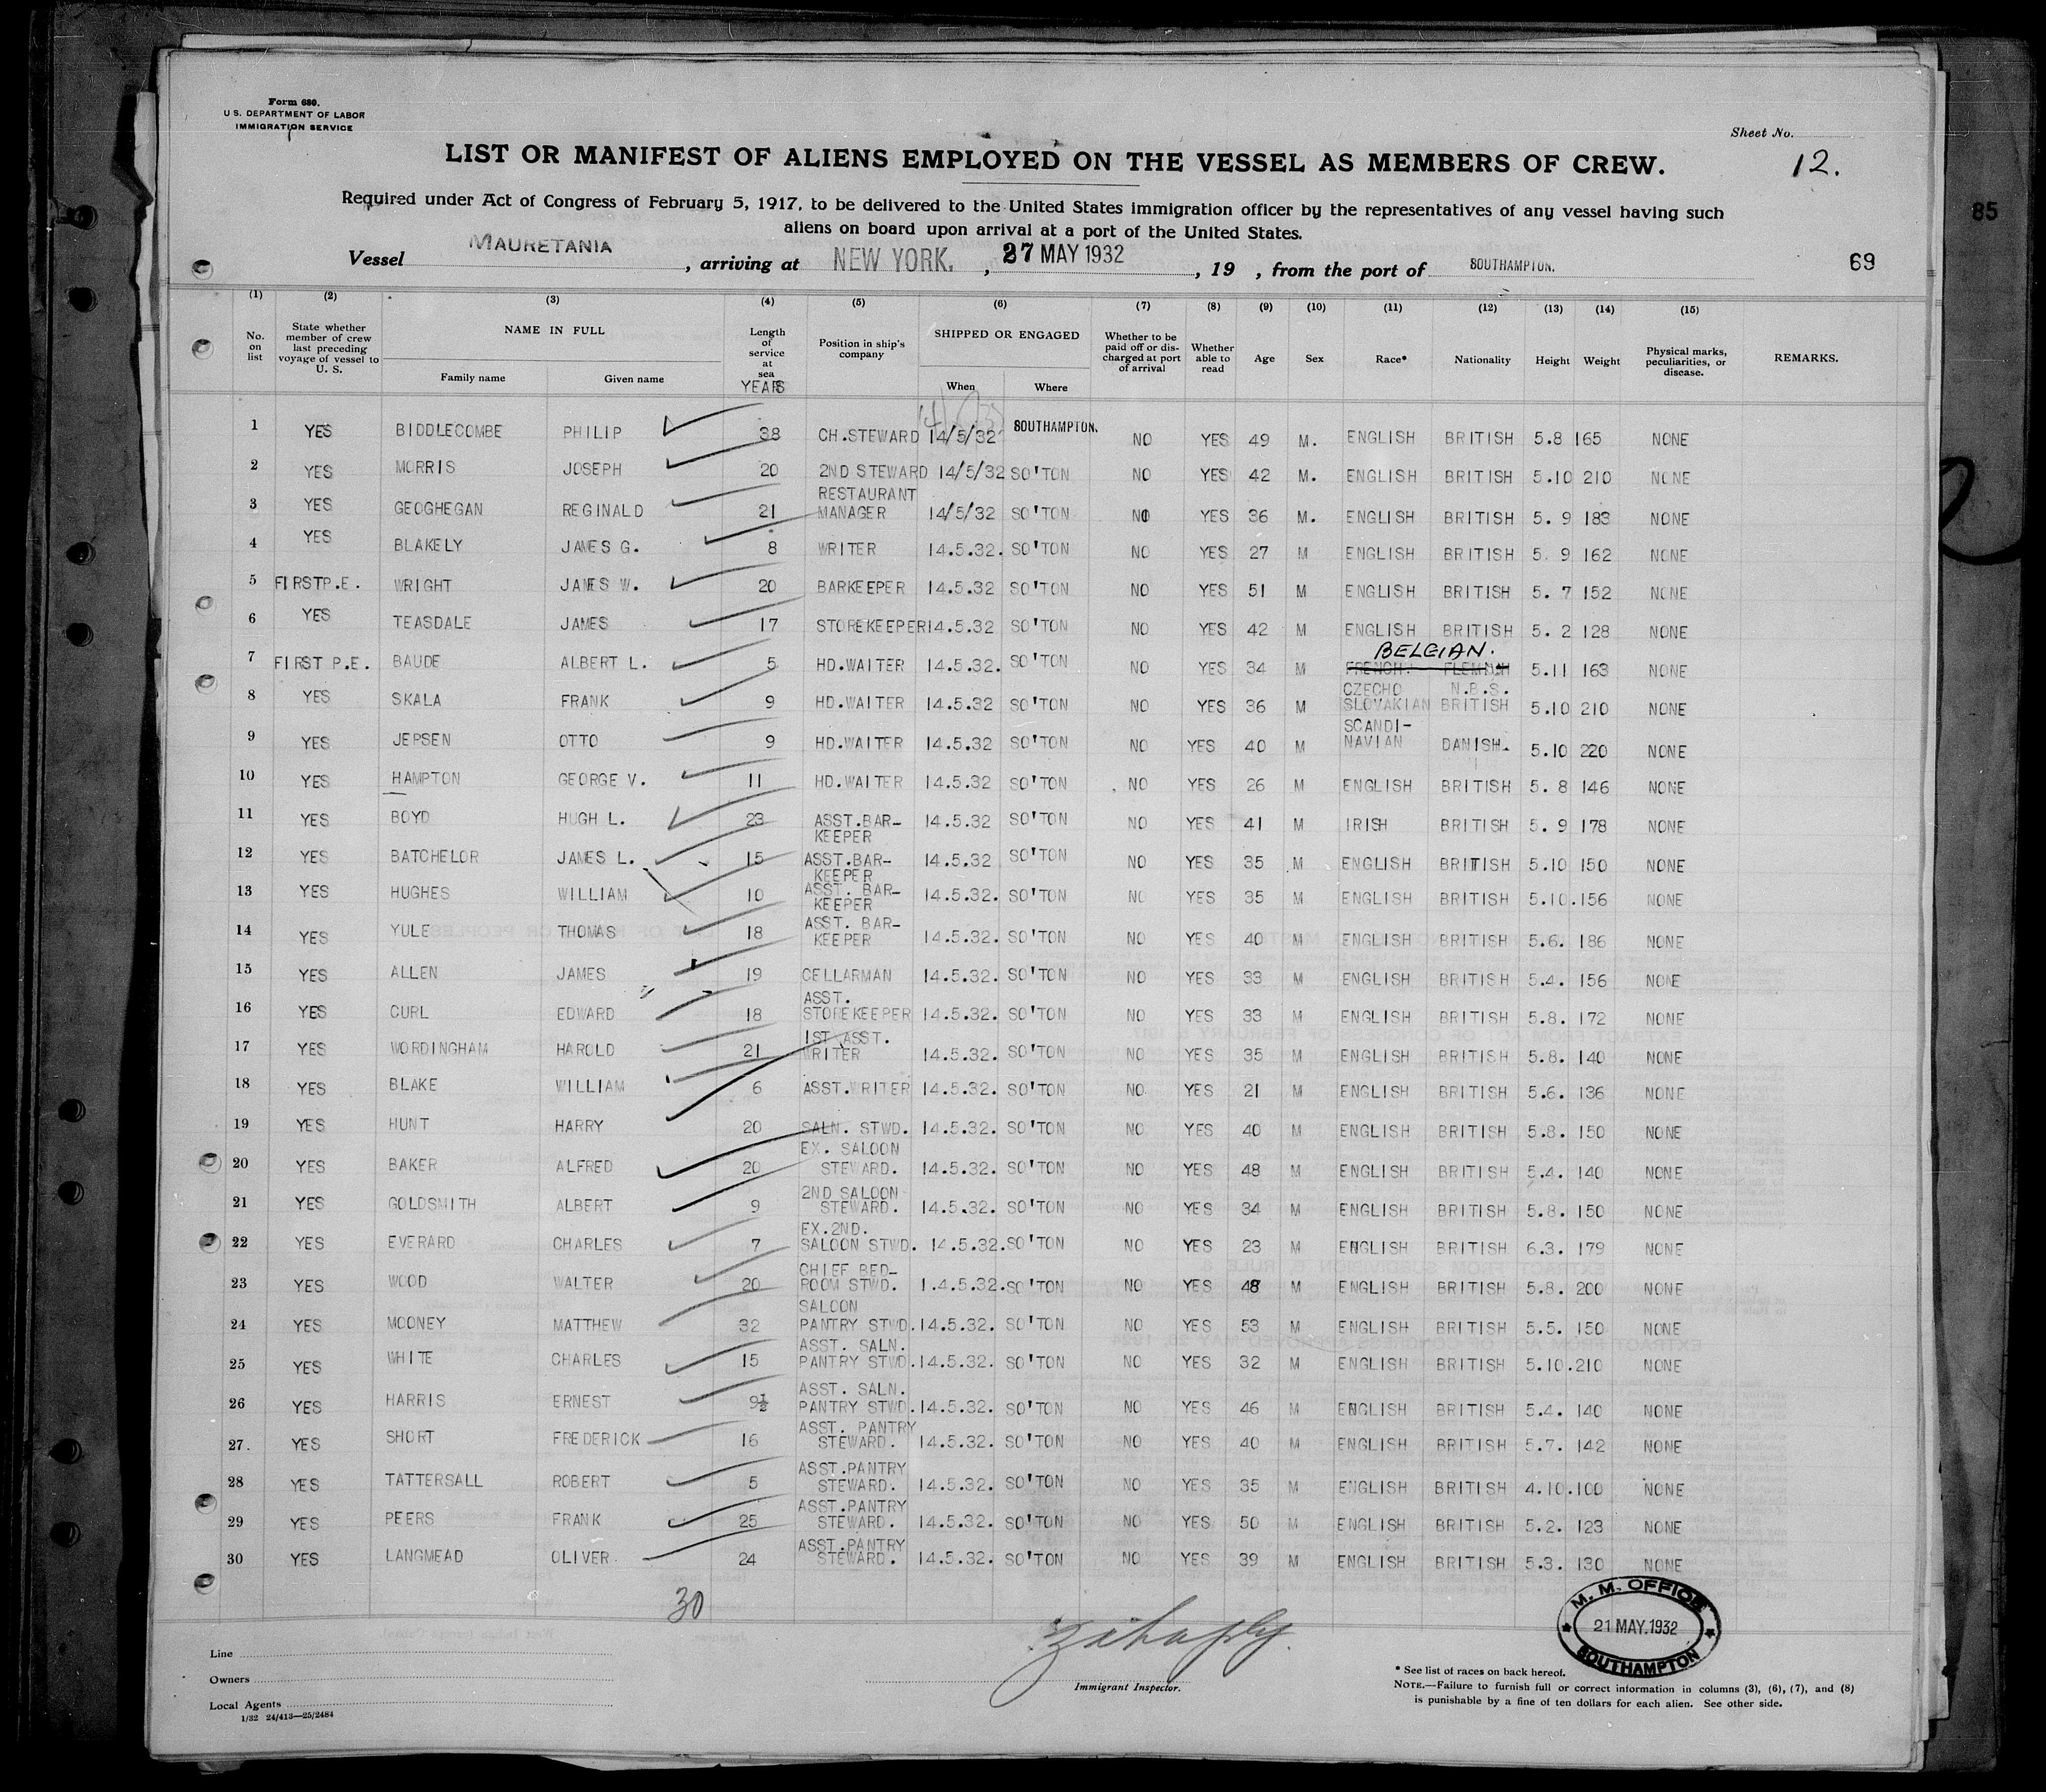 Form 680.
U.S. DEPARTMENT OF LABOR
IMMIGRATION SERVICE
Sheet No.
12.
LIST OR MANIFEST OF ALIENS EMPLOYED ON THE VESSEL AS MEMBERS OF CREW.
Required under Act of Congress of February 5, 1917, to be delivered to the United States immigration officer by the representatives of any vessel having such
aliens on board upon arrival at a port of the United States.
85
Vessel MAURETANIA, arriving at NEW YORK., 27 MAY 1932, 19 , from the port of SOUTHAMPTON.
69
(1) (2) (3) (4) (5) (6) (7) (8) (9) (10) (11) (12) (13) (14) (15)
No. on list | State whether member of crew last preceding voyage of vessel to U. S. | NAME IN FULL Family name Given name | Length of service at sea YEARS | Position in ship's company | SHIPPED OR ENGAGED When Where | Whether to be paid off or discharged at port of arrival | Whether able to read | Age | Sex | Race* | Nationality | Height | Weight | Physical marks, peculiarities, or disease. | REMARKS.
1 YES BIDDLECOMBE PHILIP 38 CH.STEWARD 14/5/32 SOUTHAMPTON. NO YES 49 M. ENGLISH BRITISH 5.8 165 NONE
2 YES MORRIS JOSEPH 20 2ND STEWARD 14/5/32 SO'TON NO YES 42 M. ENGLISH BRITISH 5.10 210 NONE
3 YES GEOGHEGAN REGINALD 21 RESTAURANT MANAGER 14/5/32 SO'TON NO YES 36 M. ENGLISH BRITISH 5. 9 183 NONE
4 YES BLAKELY JAMES G. 8 WRITER 14.5.32. SO'TON NO YES 27 M ENGLISH BRITISH 5. 9 162 NONE
5 FIRSTP.E. WRIGHT JAMES W. 20 BARKEEPER 14.5.32 SO'TON NO YES 51 M ENGLISH BRITISH 5. 7 152 NONE
6 YES TEASDALE JAMES 17 STOREKEEPER 14.5.32 SO'TON NO YES 42 M ENGLISH BRITISH 5. 2 128 NONE
7 FIRST P.E. BAUDE ALBERT L. 5 HD.WAITER 14.5.32. SO'TON NO YES 34 M BELGIAN. FRENCH. FLEMISH 5.11 163 NONE
8 YES SKALA FRANK 9 HD.WAITER 14.5.32 SO'TON NO YES 36 M CZECHO SLOVAKIAN N.B.S. BRITISH 5.10 210 NONE
9 YES JEPSEN OTTO 9 HD.WAITER 14.5.32 SO'TON NO YES 40 M SCANDI- NAVIAN DANISH. 5.10 220 NONE
10 YES HAMPTON GEORGE V. 11 HD.WAITER 14.5.32 SO'TON NO YES 26 M ENGLISH BRITISH 5. 8 146 NONE
11 YES BOYD HUGH L. 23 ASST.BAR- KEEPER 14.5.32 SO'TON NO YES 41 M IRISH BRITISH 5. 9 178 NONE
12 YES BATCHELOR JAMES L. 15 ASST.BAR- KEEPER 14.5.32 SO'TON NO YES 35 M ENGLISH BRITISH 5.10 150 NONE
13 YES HUGHES WILLIAM 10 ASST. BAR- KEEPER 14.5.32. SO'TON NO YES 35 M ENGLISH BRITISH 5.10.156 NONE
14 YES YULE THOMAS 18 ASST. BAR- KEEPER 14.5.32. SO'TON NO YES 40 M ENGLISH BRITISH 5.6. 186 NONE
15 YES ALLEN JAMES 19 CELLARMAN 14.5.32. SO'TON NO YES 33 M ENGLISH BRITISH 5.4. 156 NONE
16 YES CURL EDWARD 18 ASST. STOREKEEPER 14.5.32. SO'TON NO YES 33 M ENGLISH BRITISH 5.8. 172 NONE
17 YES WORDINGHAM HAROLD 21 1ST ASST. WRITER 14.5.32. SO'TON NO YES 35 M ENGLISH BRITISH 5.8. 140 NONE
18 YES BLAKE WILLIAM 6 ASST.WRITER 14.5.32. SO'TON NO YES 21 M ENGLISH BRITISH 5.6. 136 NONE
19 YES HUNT HARRY 20 SALN. STWD. 14.5.32. SO'TON NO YES 40 M ENGLISH BRITISH 5.8. 150 NONE
20 YES BAKER ALFRED 20 EX. SALOON STEWARD. 14.5.32. SO'TON NO YES 48 M ENGLISH BRITISH 5.4. 140 NONE
21 YES GOLDSMITH ALBERT 9 2ND SALOON STEWARD. 14.5.32. SO'TON NO YES 34 M ENGLISH BRITISH 5.8. 150 NONE
22 YES EVERARD CHARLES 7 EX.2ND. SALOON STWD. 14.5.32. SO'TON NO YES 23 M ENGLISH BRITISH 6.3. 179 NONE
23 YES WOOD WALTER 20 CHIEF BED- ROOM STWD. 1.4.5.32. SO'TON NO YES 48 M ENGLISH BRITISH 5.8. 200 NONE
24 YES MOONEY MATTHEW 32 SALOON PANTRY STWD. 14.5.32. SO'TON NO YES 53 M ENGLISH BRITISH 5.5. 150 NONE
25 YES WHITE CHARLES 15 ASST. SALN. PANTRY STWD. 14.5.32. SO'TON NO YES 32 M ENGLISH BRITISH 5.10.210 NONE
26 YES HARRIS ERNEST 9½ ASST. SALN. PANTRY STWD. 14.5.32. SO'TON NO YES 46 M ENGLISH BRITISH 5.4. 140 NONE
27. YES SHORT FREDERICK 16 ASST. PANTRY STEWARD. 14.5.32. SO'TON NO YES 40 M ENGLISH BRITISH 5.7. 142 NONE
28 YES TATTERSALL ROBERT 5 ASST.PANTRY STEWARD. 14.5.32. SO'TON NO YES 35 M ENGLISH BRITISH 4.10.100 NONE
29 YES PEERS FRANK 25 ASST.PANTRY STEWARD. 14.5.32. SO'TON NO YES 50 M ENGLISH BRITISH 5.2. 123 NONE
30 YES LANGMEAD OLIVER. 24 ASST.PANTRY STEWARD. 14.5.32. SO'TON NO YES 39 M ENGLISH BRITISH 5.3. 130 NONE
30
M. M. OFFICE
21 MAY.1932
SOUTHAMPTON
Line
Owners
Local Agents
1/32 24/413—25/2484
Immigrant Inspector.
* See list of races on back hereof.
NOTE.—Failure to furnish full or correct information in columns (3), (6), (7), and (8)
is punishable by a fine of ten dollars for each alien. See other side.